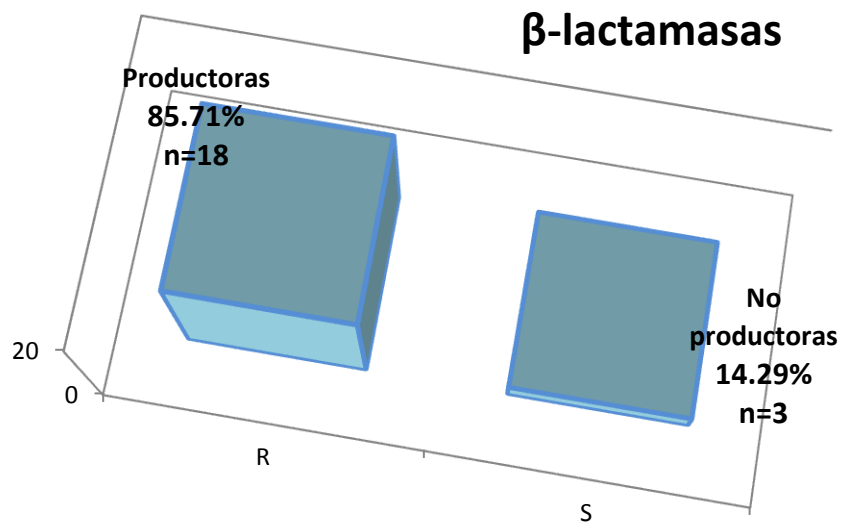 β-lactamasas
Productoras
85.71%
n=18
No
productoras
14.29%
n=3
20
0
R
S